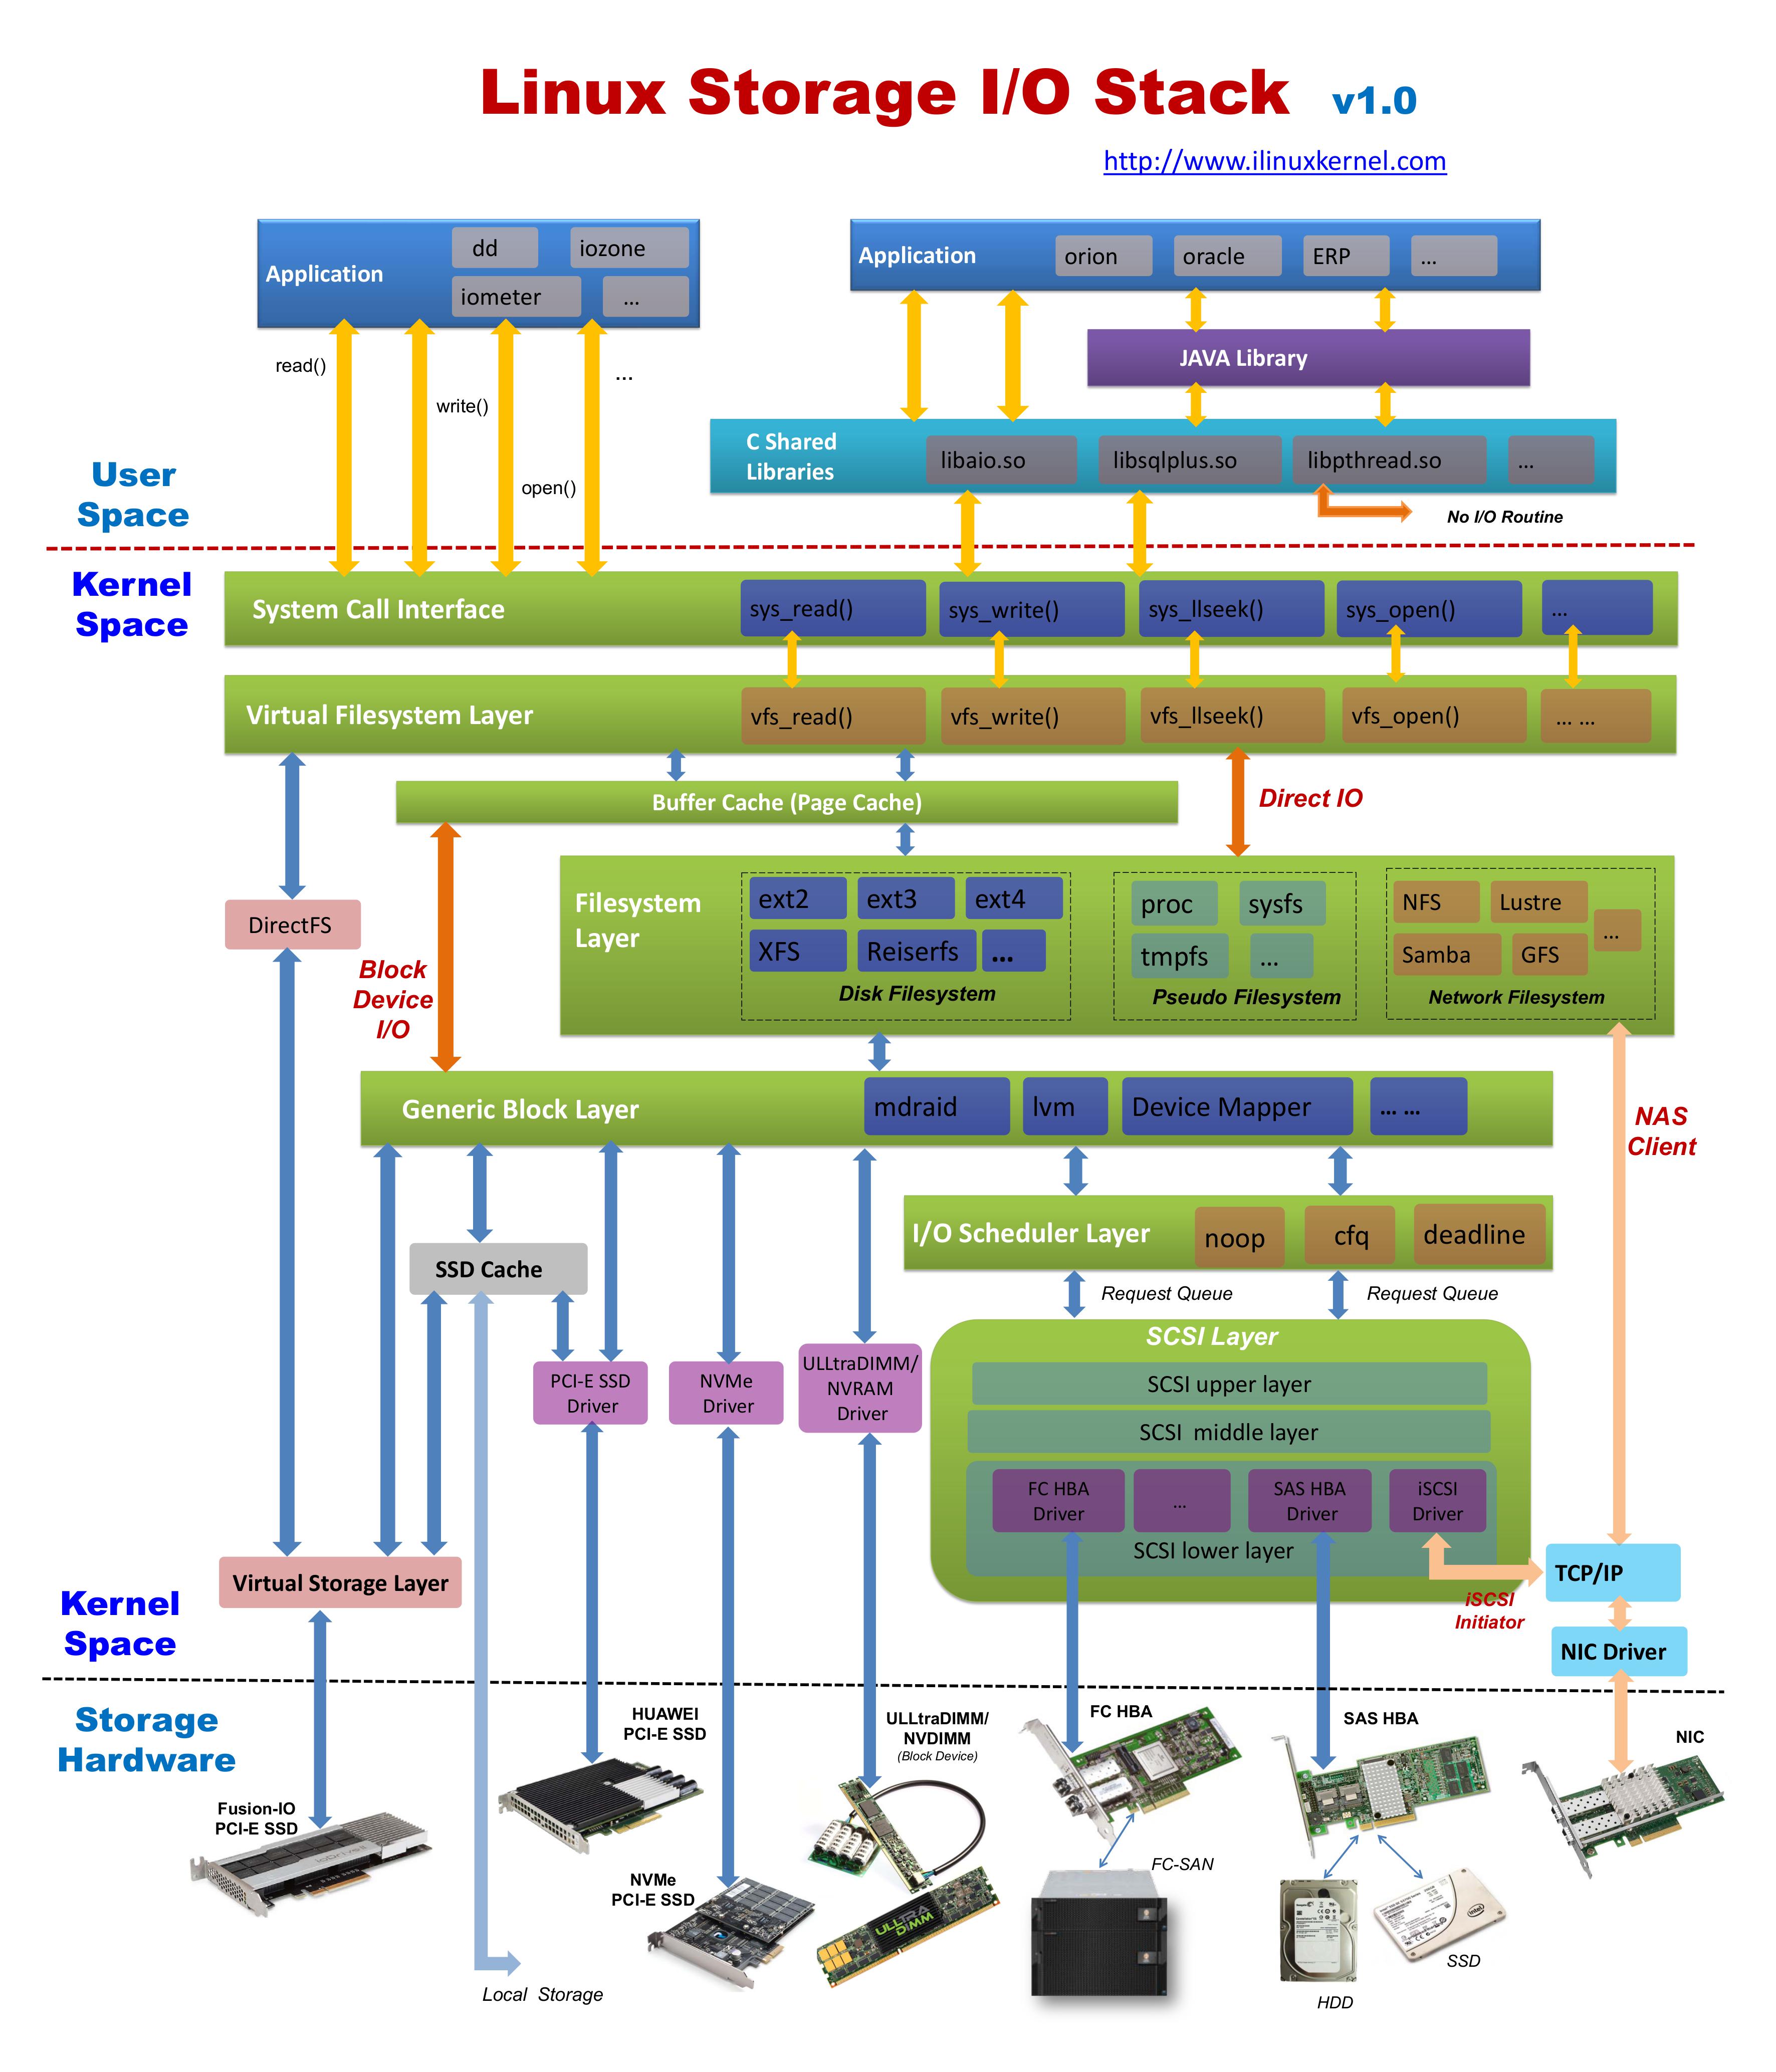 Linux Storage I/O Stack v1.0
http://www.ilinuxkernel.com
Application
dd
iozone
iometer
...
Application
orion
oracle
ERP
...
read()
write()
open()
...
JAVA Library
C Shared
Libraries
libaio.so
libsqlplus.so
libpthread.so
...
No I/O Routine
User
Space
Kernel
Space
System Call Interface
sys_read()
sys_write()
sys_llseek()
sys_open()
...
Virtual Filesystem Layer
vfs_read()
vfs_write()
vfs_llseek()
vfs_open()
... ...
Buffer Cache (Page Cache)
Direct IO
DirectFS
Block
Device
I/O
Filesystem
Layer
ext2
ext3
ext4
XFS
Reiserfs
...
Disk Filesystem
proc
sysfs
tmpfs
...
Pseudo Filesystem
NFS
Lustre
...
Samba
GFS
Network Filesystem
Generic Block Layer
mdraid
lvm
Device Mapper
... ...
NAS
Client
I/O Scheduler Layer
noop
cfq
deadline
SSD Cache
Request Queue
Request Queue
PCI-E SSD
Driver
NVMe
Driver
ULLtraDIMM/
NVRAM
Driver
SCSI Layer
SCSI upper layer
SCSI middle layer
FC HBA
Driver
...
SAS HBA
Driver
iSCSI
Driver
SCSI lower layer
iSCSI
Initiator
TCP/IP
NIC Driver
Virtual Storage Layer
Kernel
Space
Storage
Hardware
Fusion-IO
PCI-E SSD
HUAWEI
PCI-E SSD
NVMe
PCI-E SSD
ULLtraDIMM/
NVDIMM
(Block Device)
ULLTRA
DIMM
FC HBA
FC-SAN
SAS HBA
HDD
SSD
intel
NIC
Local Storage